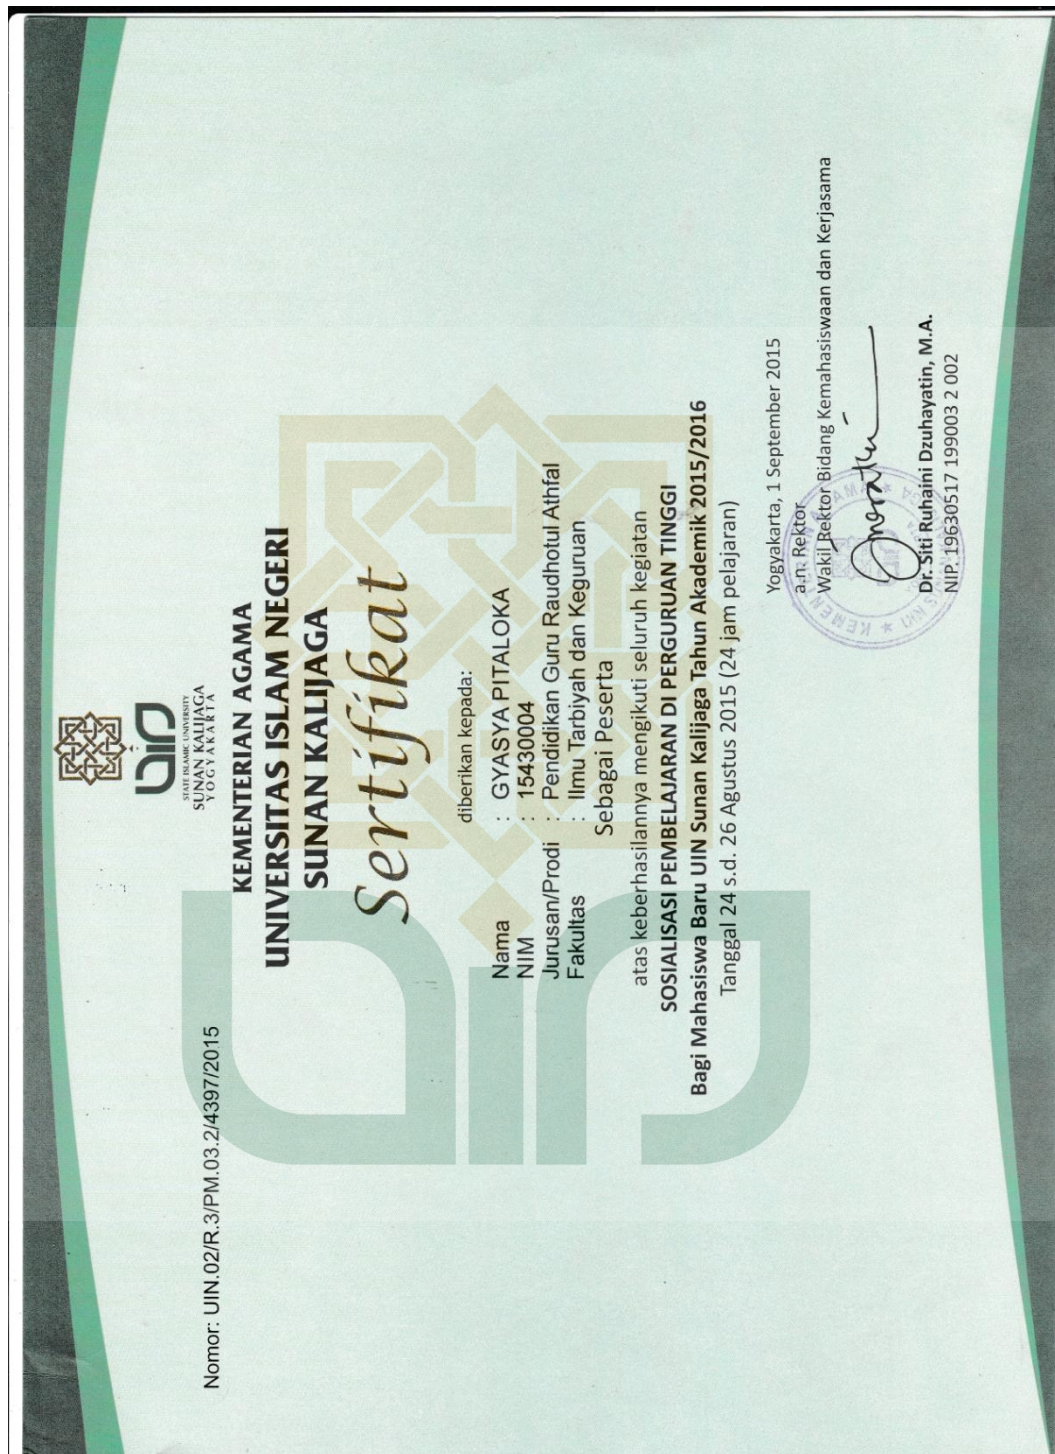 Nomor: UIN.02/R.3/PM.03.2/4397/2015
uin
STATE ISLAMIC UNIVERSITY
SUNAN KALIJAGA
YOGYAKARTA
KEMENTERIAN AGAMA
UNIVERSITAS ISLAM NEGERI
SUNAN KALIJAGA
Sertifikat
diberikan kepada:
Nama : GYASYA PITALOKA
NIM : 15430004
Jurusan/Prodi : Pendidikan Guru Raudhotul Athfal
Fakultas : Ilmu Tarbiyah dan Keguruan
Sebagai Peserta
atas keberhasilannya mengikuti seluruh kegiatan
SOSIALISASI PEMBELAJARAN DI PERGURUAN TINGGI
Bagi Mahasiswa Baru UIN Sunan Kalijaga Tahun Akademik 2015/2016
Tanggal 24 s.d. 26 Agustus 2015 (24 jam pelajaran)
Yogyakarta, 1 September 2015
a.n. Rektor
Wakil Rektor Bidang Kemahasiswaan dan Kerjasama
Dr. Siti Ruhaini Dzuhayatin, M.A.
NIP. 19630517 199003 2 002